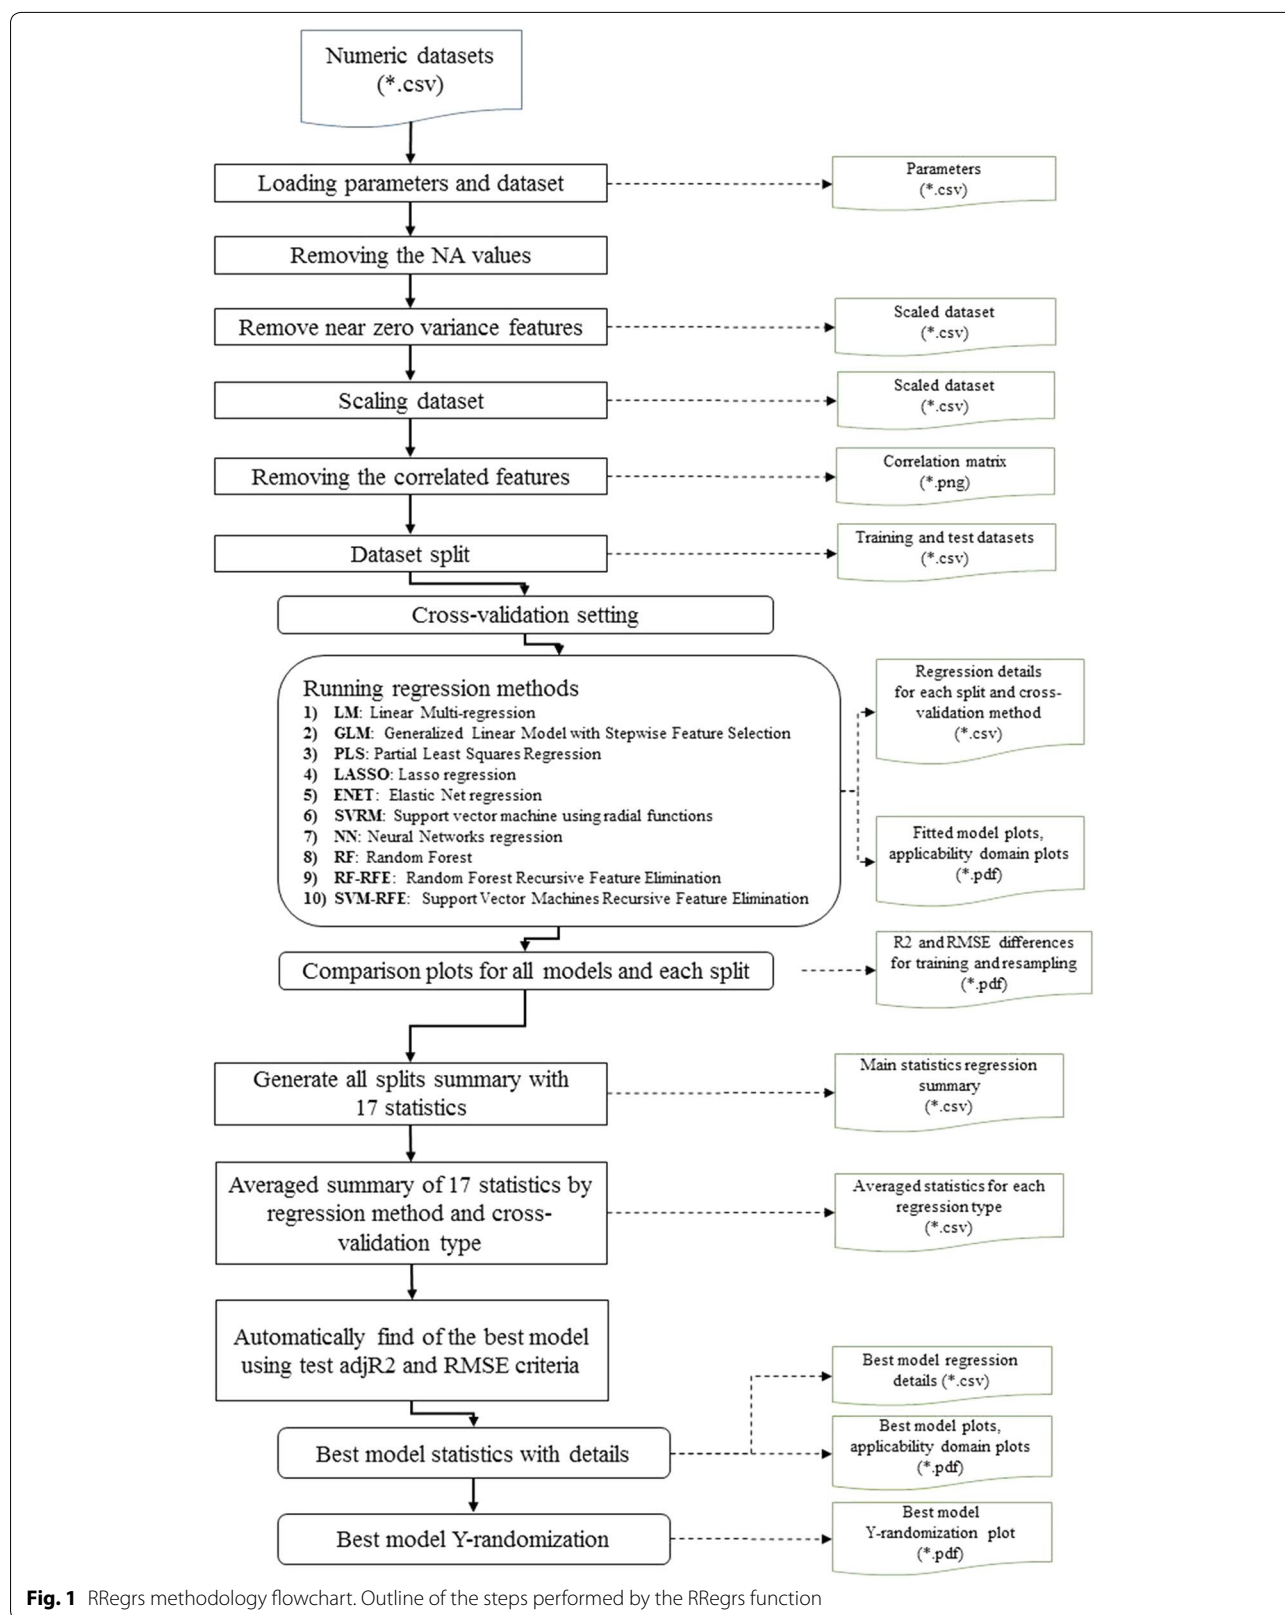 Numeric datasets
(*.csv)
Loading parameters and dataset
Parameters
(*.csv)
Removing the NA values
Remove near zero variance features
Scaled dataset
(*.csv)
Scaling dataset
Scaled dataset
(*.csv)
Removing the correlated features
Correlation matrix
(*.png)
Dataset split
Training and test datasets
(*.csv)
Cross-validation setting
Running regression methods
1) LM: Linear Multi-regression
2) GLM: Generalized Linear Model with Stepwise Feature Selection
3) PLS: Partial Least Squares Regression
4) LASSO: Lasso regression
5) ENET: Elastic Net regression
6) SVRM: Support vector machine using radial functions
7) NN: Neural Networks regression
8) RF: Random Forest
9) RF-RFE: Random Forest Recursive Feature Elimination
10) SVM-RFE: Support Vector Machines Recursive Feature Elimination
Regression details
for each split and cross-
validation method
(*.csv)
Fitted model plots,
applicability domain plots
(*.pdf)
Comparison plots for all models and each split
R2 and RMSE differences
for training and resampling
(*.pdf)
Generate all splits summary with
17 statistics
Main statistics regression
summary
(*.csv)
Averaged summary of 17 statistics by
regression method and cross-
validation type
Averaged statistics for each
regression type
(*.csv)
Automatically find of the best model
using test adjR2 and RMSE criteria
Best model regression
details (*.csv)
Best model statistics with details
Best model plots,
applicability domain plots
(*.pdf)
Best model Y-randomization
Best model
Y-randomization plot
(*.pdf)
Fig. 1 RRegrs methodology flowchart. Outline of the steps performed by the RRegrs function